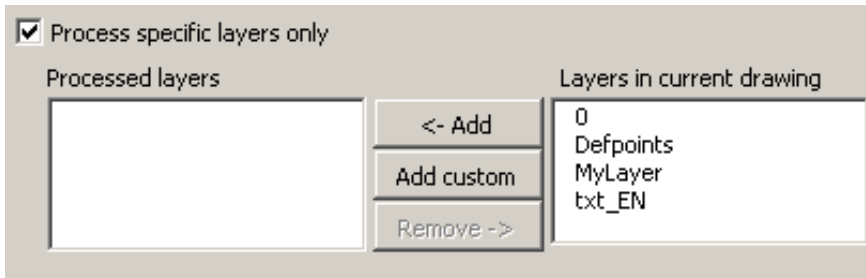 Process specific layers only
Processed layers
Layers in current drawing
<- Add
Add custom
Remove ->
0
Defpoints
MyLayer
txt_EN